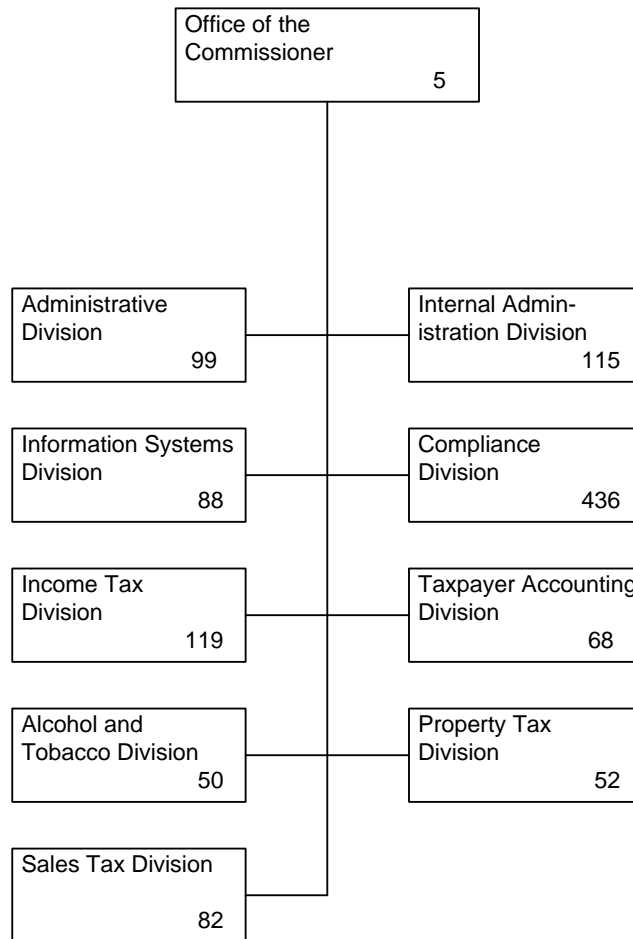 Office of the
Commissioner
5
Administrative
Division
99
Internal Admin-
istration Division
115
Information Systems
Division
88
Compliance
Division
436
Income Tax
Division
119
Taxpayer Accounting
Division
68
Alcohol and
Tobacco Division
50
Property Tax
Division
52
Sales Tax Division
82